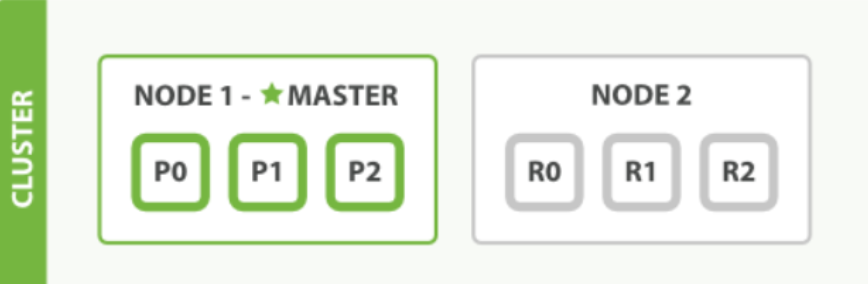 CLUSTER
NODE 1 - ★ MASTER
P0 P1 P2
NODE 2
R0 R1 R2